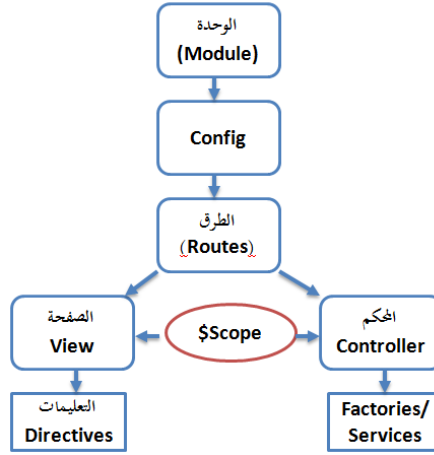 الوحدة
(Module)
Config
الطرق
(Routes)
الصفحة
View
$Scope
المحكم
Controller
التعليمات
Directives
Factories/
Services